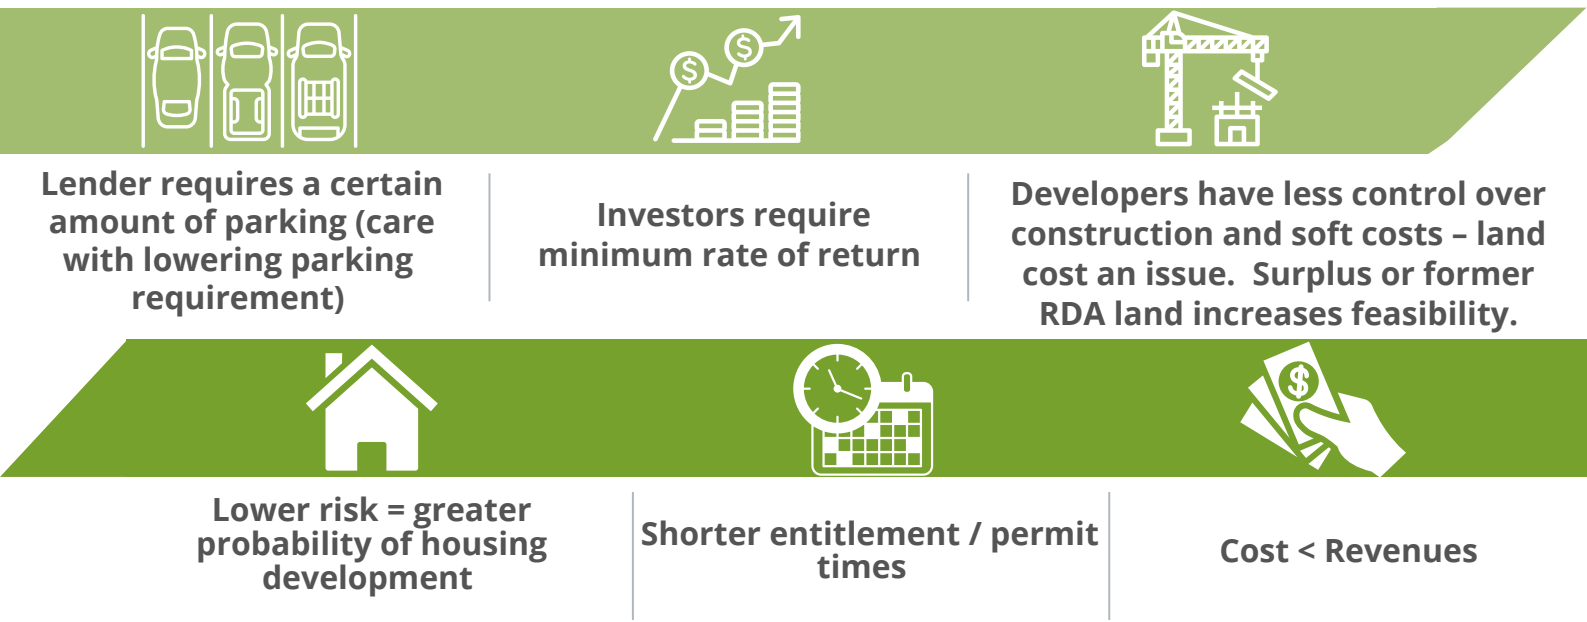 Lender requires a certain
amount of parking (care
with lowering parking
requirement)
Investors require
minimum rate of return
Developers have less control over
construction and soft costs – land
cost an issue.  Surplus or former
RDA land increases feasibility.
Lower risk = greater
probability of housing
development
Shorter entitlement / permit
times
Cost < Revenues